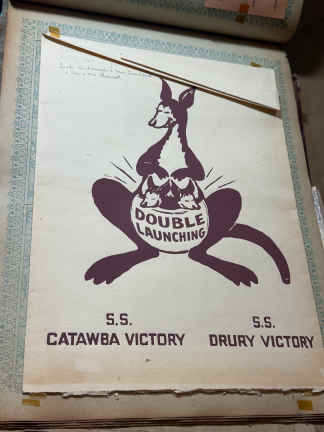 DOUBLE
LAUNCHING
S.S.
CATAWBA VICTORY
S.S.
DRURY VICTORY